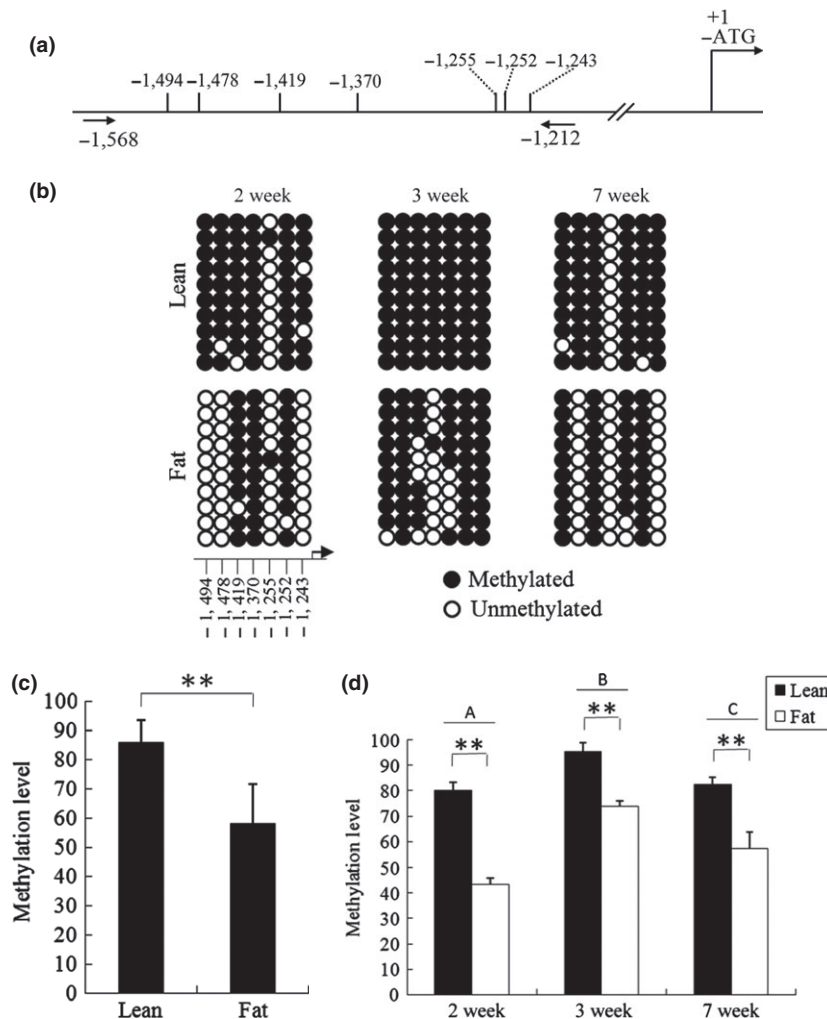 (a)
+1
−ATG
−1,494 −1,478 −1,419 −1,370 −1,255 −1,252 −1,243
−1,568 −1,212
(b)
2 week 3 week 7 week
Lean
Fat
− 1, 494
− 1, 478
− 1, 419
− 1, 370
− 1, 255
− 1, 252
− 1, 243
Methylated
Unmethylated
(c)
Methylation level
100
90
80
70
60
50
40
30
20
10
0
**
Lean Fat
(d)
Lean
Fat
Methylation level
100
90
80
70
60
50
40
30
20
10
0
A
**
B
**
C
**
2 week 3 week 7 week